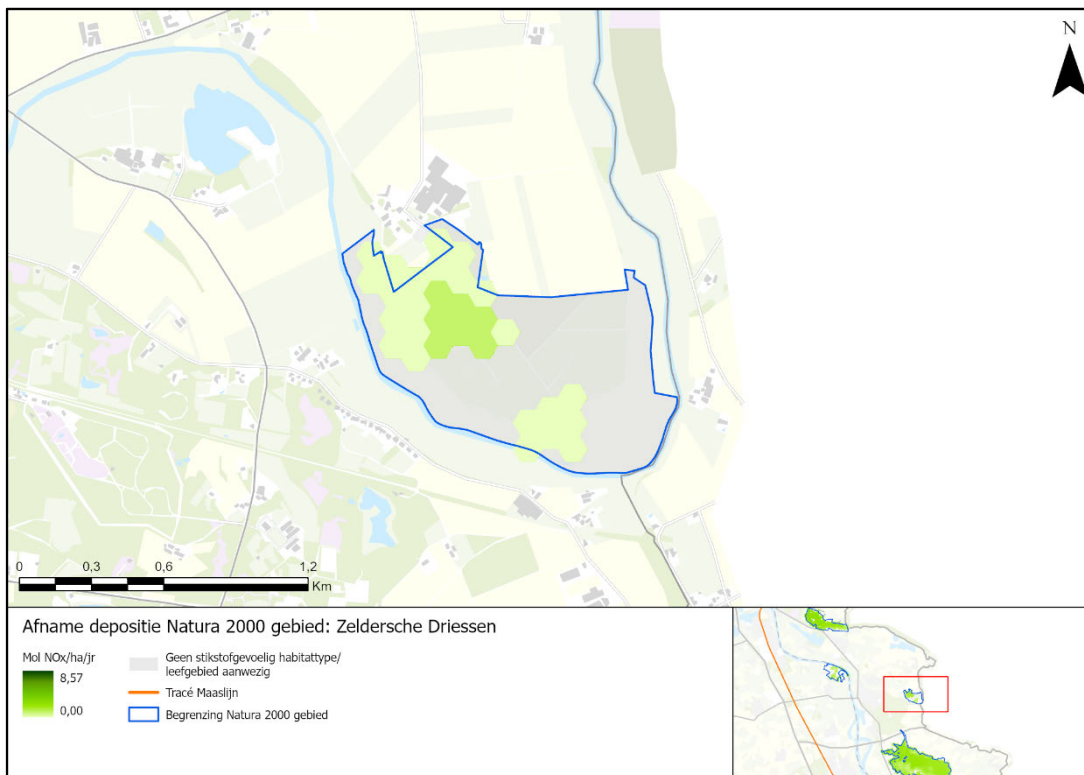 N
0 0,3 0,6 1,2
Km
Afname depositie Natura 2000 gebied: Zeldersche Driessen
Mol NOx/ha/jr
8,57
0,00
Geen stikstofgevoelig habitattype/
leefgebied aanwezig
Tracé Maaslijn
Begrenzing Natura 2000 gebied